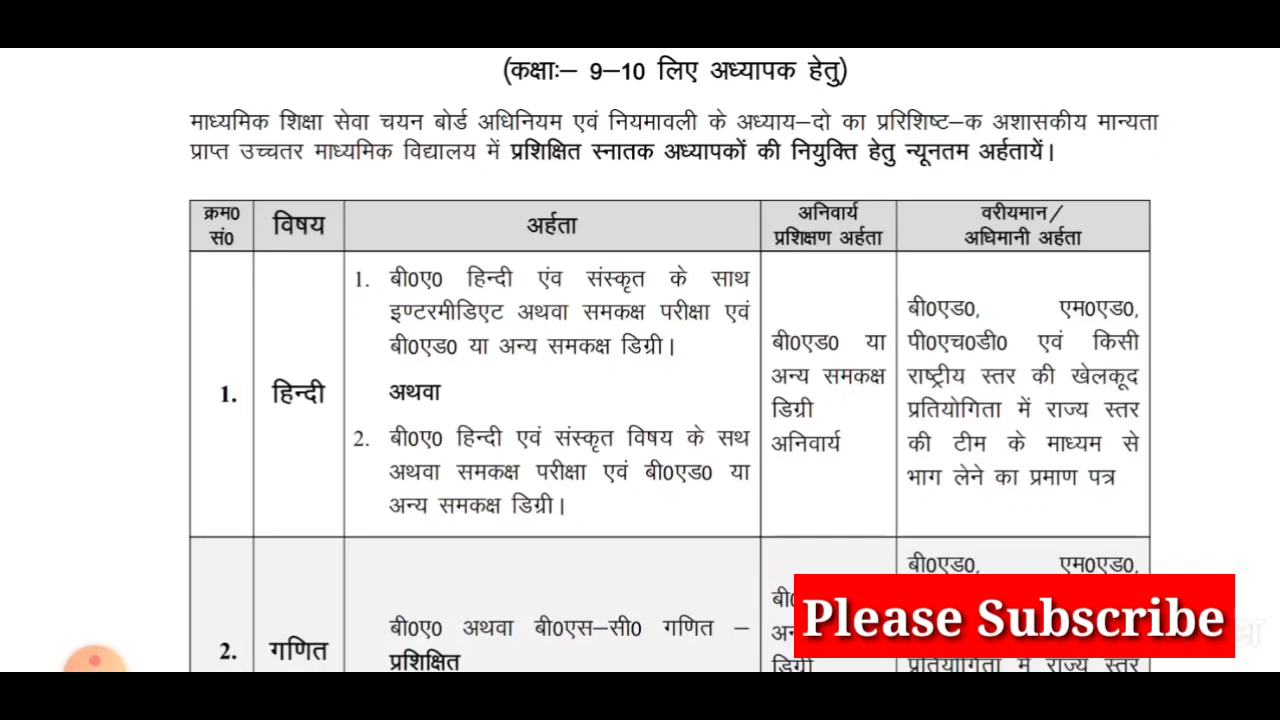 (कक्षाः– 9–10 लिए अध्यापक हेतु)
माध्यमिक शिक्षा सेवा चयन बोर्ड अधिनियम एवं नियमावली के अध्याय–दो का प्ररिशिष्ट–क अशासकीय मान्यता
प्राप्त उच्चतर माध्यमिक विद्यालय में प्रशिक्षित स्नातक अध्यापकों की नियुक्ति हेतु न्यूनतम अर्हतायें।
क्रम0
सं0
विषय
अर्हता
अनिवार्य
प्रशिक्षण अर्हता
वरीयमान/
अधिमानी अर्हता
1.
हिन्दी
1. बी0ए0 हिन्दी एंव संस्कृत के साथ
इण्टरमीडिएट अथवा समकक्ष परीक्षा एवं
बी0एड0 या अन्य समकक्ष डिग्री।
अथवा
2. बी0ए0 हिन्दी एवं संस्कृत विषय के सथ
अथवा समकक्ष परीक्षा एवं बी0एड0 या
अन्य समकक्ष डिग्री।
बी0एड0 या
अन्य समकक्ष
डिग्री
अनिवार्य
बी0एड0, एम0एड0,
पी0एच0डी0 एवं किसी
राष्ट्रीय स्तर की खेलकूद
प्रतियोगिता में राज्य स्तर
की टीम के माध्यम से
भाग लेने का प्रमाण पत्र
2.
गणित
बी0ए0 अथवा बी0एस–सी0 गणित –
प्रशिक्षित
डिग्री
बी0एड0, एम0एड0,
प्रतियोगिता में राज्य स्तर
Please Subscribe